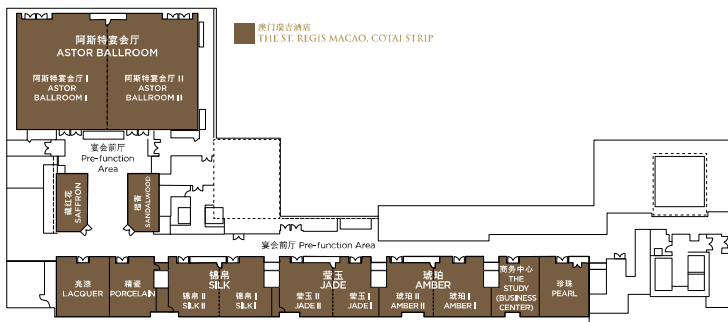 澳门瑞吉酒店
THE ST. REGIS MACAO, COTAI STRIP
阿斯特宴会厅
ASTOR BALLROOM
阿斯特宴会厅 I
ASTOR
BALLROOM I
阿斯特宴会厅 II
ASTOR
BALLROOM II
宴会前厅
Pre-function
Area
藏红花
SAFFRON
檀香
SANDALWOOD
宴会前厅 Pre-function Area
亮漆
LACQUER
精瓷
PORCELAIN
锦帛
SILK
锦帛 II
SILK II
锦帛 I
SILK I
莹玉
JADE
莹玉 II
JADE II
莹玉 I
JADE I
琥珀
AMBER
琥珀 II
AMBER II
琥珀 I
AMBER I
商务中心
THE
STUDY
(BUSINESS
CENTER)
珍珠
PEARL